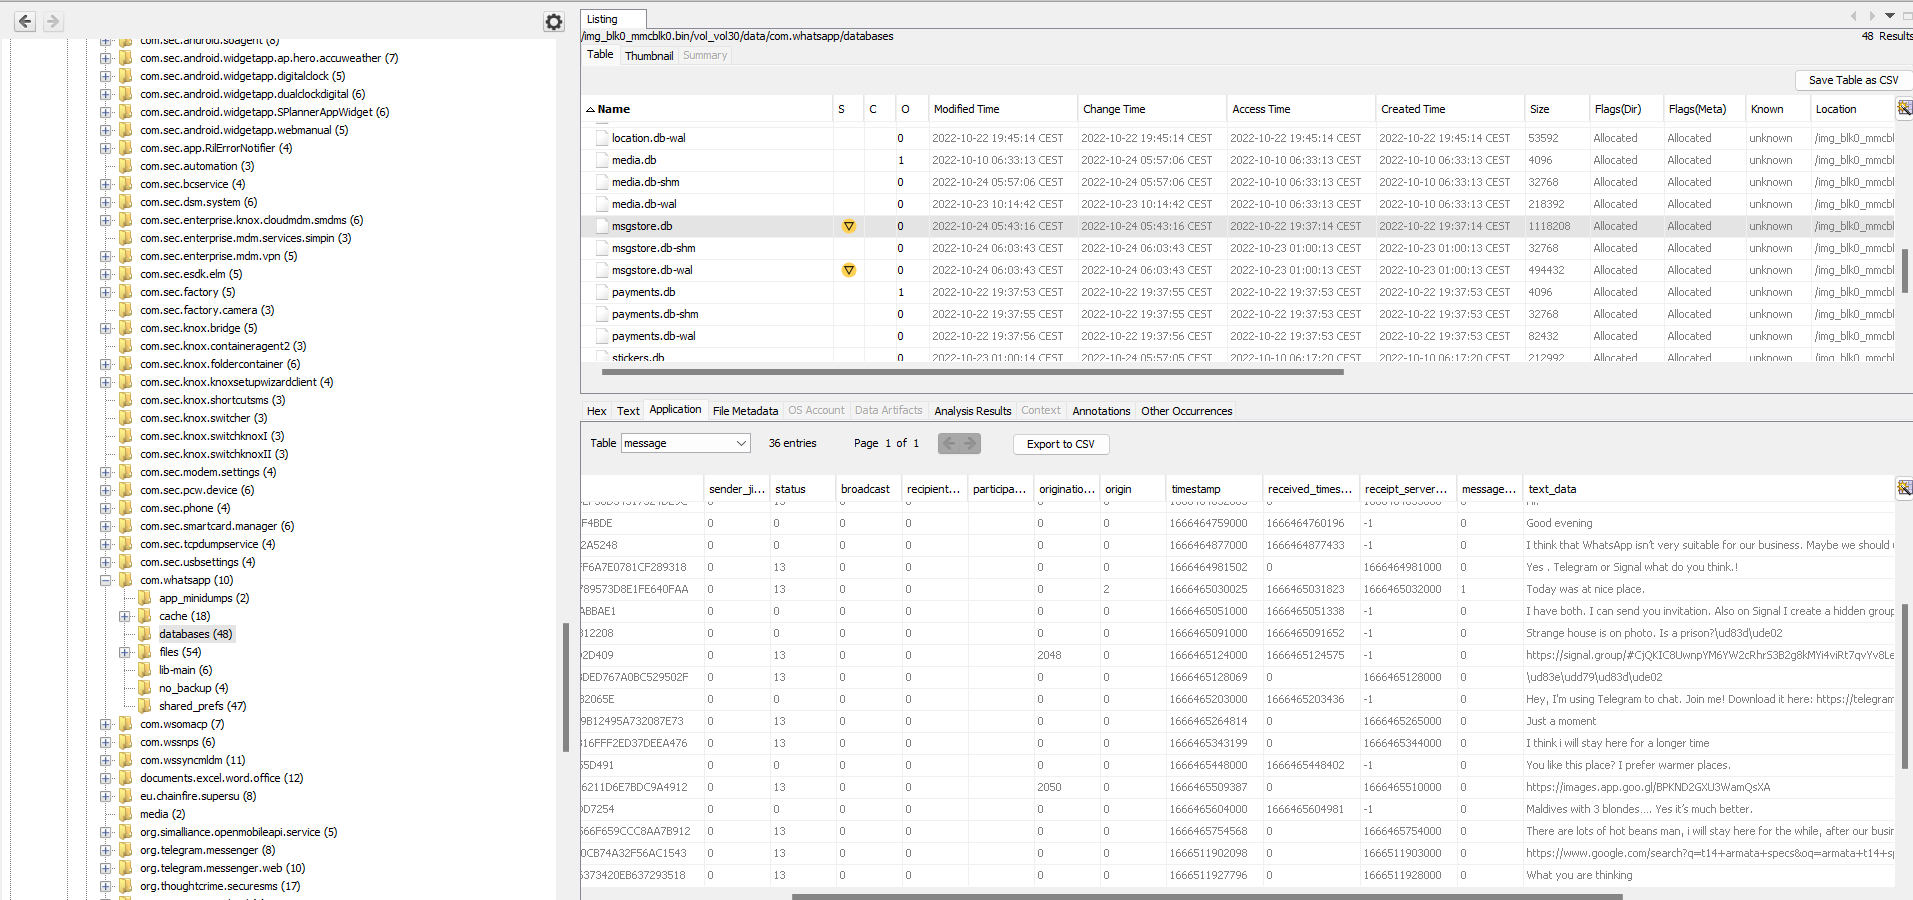 com.sec.android.soagent (8)
com.sec.android.widgetapp.ap.hero.accuweather (7)
com.sec.android.widgetapp.digitalclock (5)
com.sec.android.widgetapp.dualclockdigital (6)
com.sec.android.widgetapp.SPlannerAppWidget (6)
com.sec.android.widgetapp.webmanual (5)
com.sec.app.RilErrorNotifier (4)
com.sec.automation (3)
com.sec.bcservice (4)
com.sec.dsm.system (6)
com.sec.enterprise.knox.cloudmdm.smdms (6)
com.sec.enterprise.mdm.services.simpin (3)
com.sec.enterprise.mdm.vpn (5)
com.sec.esdk.elm (5)
com.sec.factory (5)
com.sec.factory.camera (3)
com.sec.knox.bridge (5)
com.sec.knox.containeragent2 (3)
com.sec.knox.foldercontainer (6)
com.sec.knox.knoxsetupwizardclient (4)
com.sec.knox.shortcutsms (3)
com.sec.knox.switcher (3)
com.sec.knox.switchknoxI (3)
com.sec.knox.switchknoxII (3)
com.sec.modem.settings (4)
com.sec.pcw.device (6)
com.sec.phone (4)
com.sec.smartcard.manager (6)
com.sec.tcpdumpservice (4)
com.sec.usbsettings (4)
com.whatsapp (10)
app_minidumps (2)
cache (18)
databases (48)
files (54)
lib-main (6)
no_backup (4)
shared_prefs (47)
com.wsomacp (7)
com.wssnps (6)
com.wssyncmldm (11)
documents.excel.word.office (12)
eu.chainfire.supersu (8)
media (2)
org.simalliance.openmobileapi.service (5)
org.telegram.messenger (8)
org.telegram.messenger.web (10)
org.thoughtcrime.securesms (17)
Listing
/img_blk0_mmcblk0.bin/vol_vol30/data/com.whatsapp/databases
48 Results
Table Thumbnail Summary
Save Table as CSV
Name S C O Modified Time Change Time Access Time Created Time Size Flags(Dir) Flags(Meta) Known Location
location.db-wal 0 2022-10-22 19:45:14 CEST 2022-10-22 19:45:14 CEST 2022-10-22 19:45:14 CEST 2022-10-22 19:45:14 CEST 53592 Allocated Allocated unknown /img_blk0_mmcbl
media.db 1 2022-10-10 06:33:13 CEST 2022-10-24 05:57:06 CEST 2022-10-10 06:33:13 CEST 2022-10-10 06:33:13 CEST 4096 Allocated Allocated unknown /img_blk0_mmcbl
media.db-shm 0 2022-10-24 05:57:06 CEST 2022-10-24 05:57:06 CEST 2022-10-10 06:33:13 CEST 2022-10-10 06:33:13 CEST 32768 Allocated Allocated unknown /img_blk0_mmcbl
media.db-wal 0 2022-10-23 10:14:42 CEST 2022-10-23 10:14:42 CEST 2022-10-10 06:33:13 CEST 2022-10-10 06:33:13 CEST 218392 Allocated Allocated unknown /img_blk0_mmcbl
msgstore.db 0 2022-10-24 05:43:16 CEST 2022-10-24 05:43:16 CEST 2022-10-22 19:37:14 CEST 2022-10-22 19:37:14 CEST 1118208 Allocated Allocated unknown /img_blk0_mmcbl
msgstore.db-shm 0 2022-10-24 06:03:43 CEST 2022-10-24 06:03:43 CEST 2022-10-23 01:00:13 CEST 2022-10-23 01:00:13 CEST 32768 Allocated Allocated unknown /img_blk0_mmcbl
msgstore.db-wal 0 2022-10-24 06:03:43 CEST 2022-10-24 06:03:43 CEST 2022-10-23 01:00:13 CEST 2022-10-23 01:00:13 CEST 494432 Allocated Allocated unknown /img_blk0_mmcbl
payments.db 1 2022-10-22 19:37:53 CEST 2022-10-22 19:37:55 CEST 2022-10-22 19:37:53 CEST 2022-10-22 19:37:53 CEST 4096 Allocated Allocated unknown /img_blk0_mmcbl
payments.db-shm 0 2022-10-22 19:37:55 CEST 2022-10-22 19:37:55 CEST 2022-10-22 19:37:53 CEST 2022-10-22 19:37:53 CEST 32768 Allocated Allocated unknown /img_blk0_mmcbl
payments.db-wal 0 2022-10-22 19:37:56 CEST 2022-10-22 19:37:56 CEST 2022-10-22 19:37:53 CEST 2022-10-22 19:37:53 CEST 82432 Allocated Allocated unknown /img_blk0_mmcbl
stickers.db 0 2022-10-23 01:00:14 CEST 2022-10-24 05:57:05 CEST 2022-10-10 06:17:20 CEST 2022-10-10 06:17:20 CEST 212992 Allocated Allocated unknown /img_blk0_mmcbl
Hex Text Application File Metadata OS Account Data Artifacts Analysis Results Context Annotations Other Occurrences
Table message 36 entries Page 1 of 1 Export to CSV
sender_ji... status broadcast recipient... participa... originatio... origin timestamp received_times... receipt_server... message... text_data
F4BDE 0 0 0 0 0 0 1666464759000 1666464760196 -1 0 Good evening
2A5248 0 0 0 0 0 0 1666464877000 1666464877433 -1 0 I think that WhatsApp isn't very suitable for our business. Maybe we should
F6A7E0781CF289318 0 13 0 0 0 0 1666464981502 0 1666464981000 0 Yes . Telegram or Signal what do you think.!
789573D8E1FE640FAA 0 13 0 0 0 2 1666465030025 1666465031823 1666465032000 1 Today was at nice place.
ABBAE1 0 0 0 0 0 0 1666465051000 1666465051338 -1 0 I have both. I can send you invitation. Also on Signal I create a hidden group
312208 0 0 0 0 0 0 1666465091000 1666465091652 -1 0 Strange house is on photo. Is a prison?\ud83d\ude02
2D409 0 13 0 0 2048 0 1666465124000 1666465124575 -1 0 https://signal.group/#CjQKIC8UwnpYM6YW2cRhrS3B2g8kMYi4viRt7qvYv8Le
DED767A0BC529502F 0 13 0 0 0 0 1666465128069 0 1666465128000 0 \ud83e\udd79\ud83d\ude02
32065E 0 0 0 0 0 0 1666465203000 1666465203436 -1 0 Hey, I'm using Telegram to chat. Join me! Download it here: https://telegram
9B12495A732087E73 0 13 0 0 0 0 1666465264814 0 1666465265000 0 Just a moment
316FFF2ED37DEEA476 0 13 0 0 0 0 1666465343199 0 1666465344000 0 I think i will stay here for a longer time
55D491 0 0 0 0 0 0 1666465448000 1666465448402 -1 0 You like this place? I prefer warmer places.
6211D6E7BDC9A4912 0 13 0 0 2050 0 1666465509387 0 1666465510000 0 https://images.app.goo.gl/BPKND2GXU3WamQsXA
D7254 0 0 0 0 0 0 1666465604000 1666465604981 -1 0 Maldives with 3 blondes.... Yes it's much better.
566F659CCC8AA7B912 0 13 0 0 0 0 1666465754568 0 1666465754000 0 There are lots of hot beans man, i will stay here for the while, after our busin
0CB74A32F56AC1543 0 13 0 0 0 0 1666511902098 0 1666511903000 0 https://www.google.com/search?q=t14+armata+specs&oq=armata+t14+sp
5373420EB637293518 0 13 0 0 0 0 1666511927796 0 1666511928000 0 What you are thinking